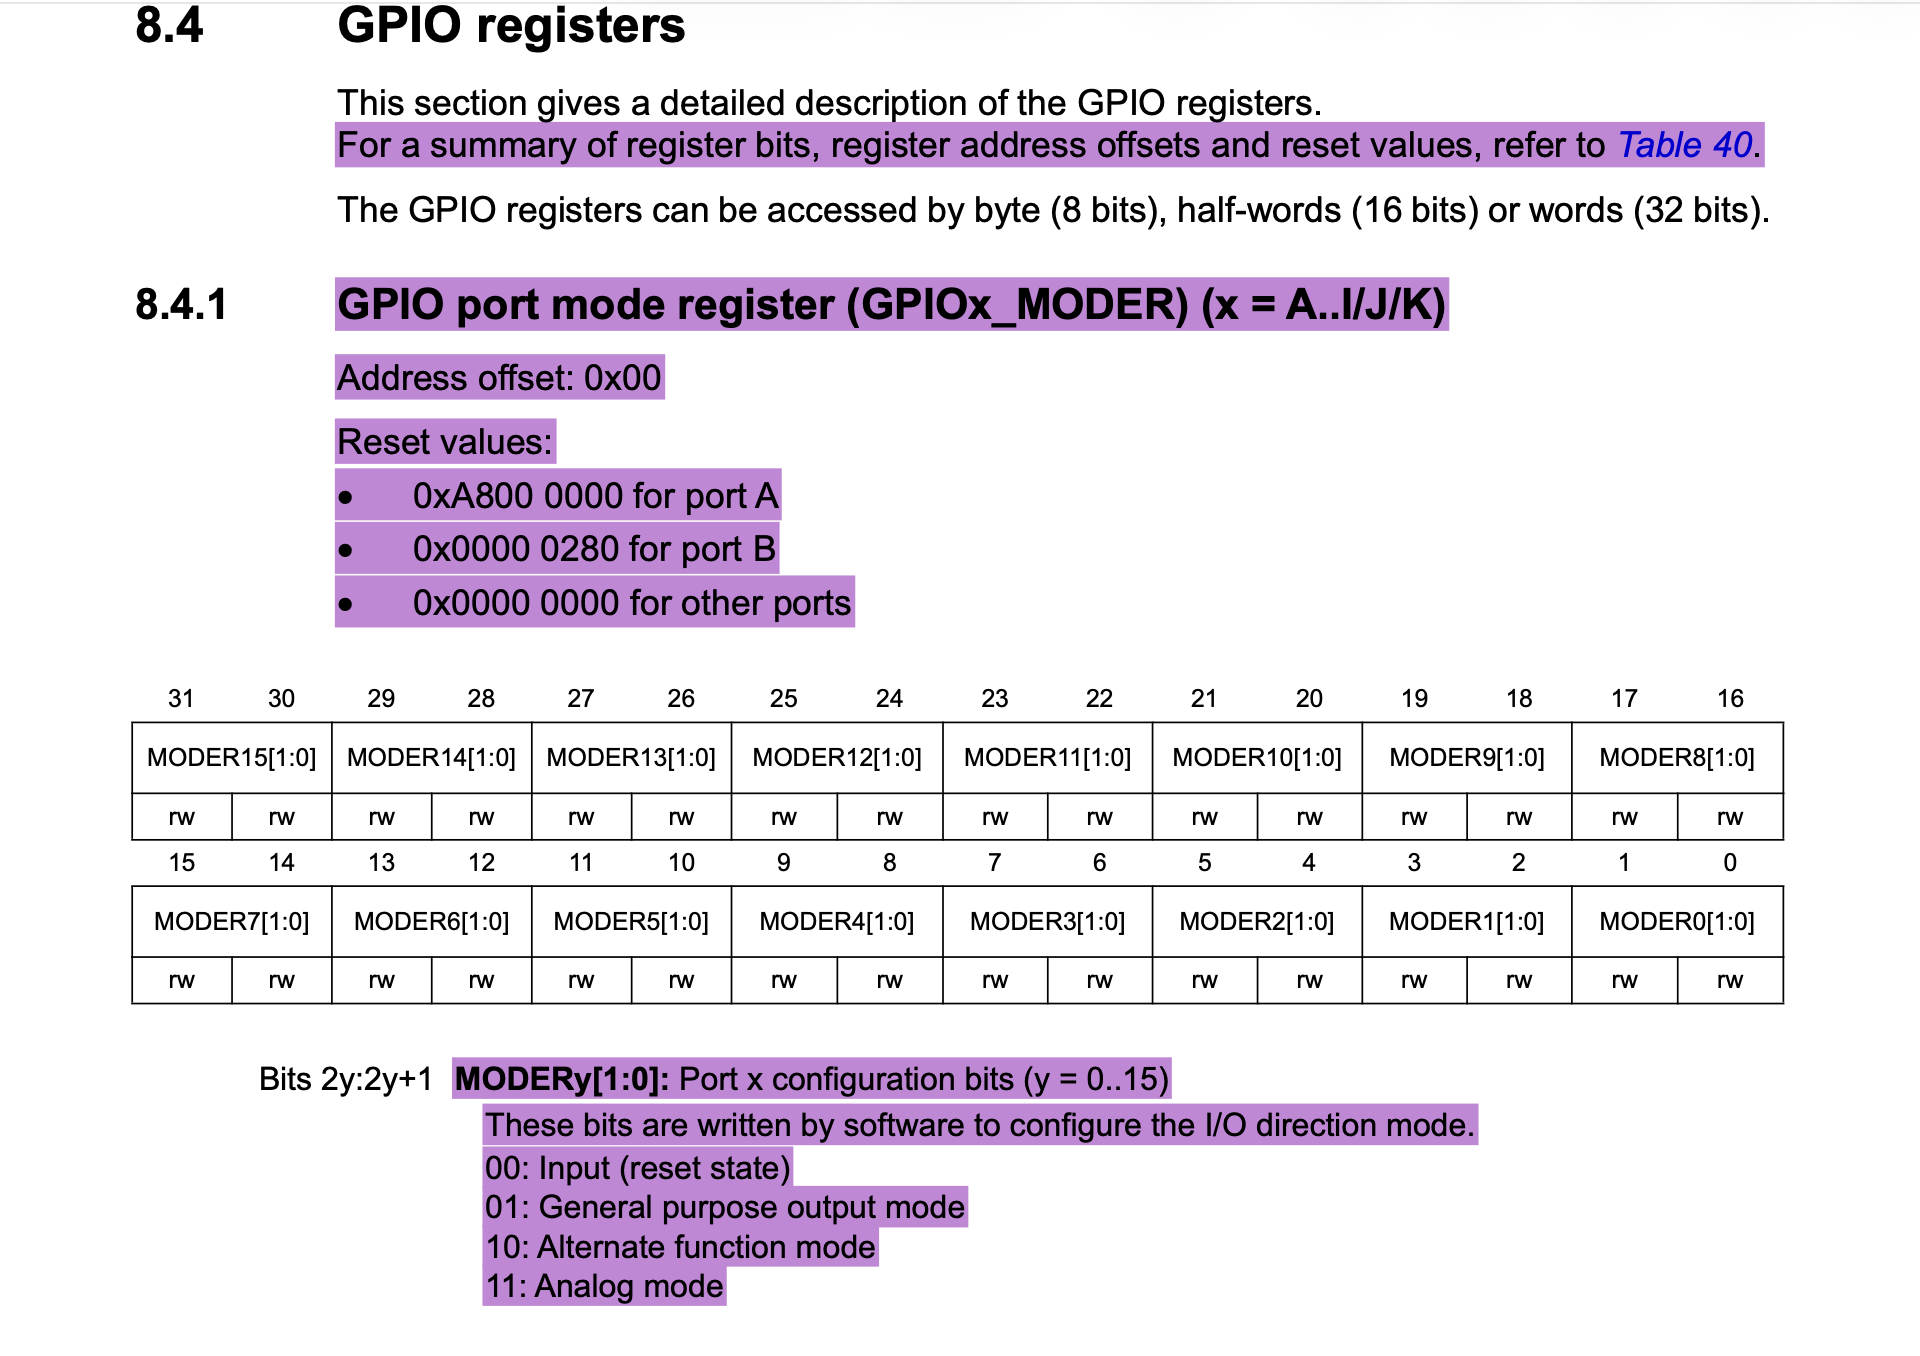 8.4 GPIO registers
This section gives a detailed description of the GPIO registers.
For a summary of register bits, register address offsets and reset values, refer to Table 40.
The GPIO registers can be accessed by byte (8 bits), half-words (16 bits) or words (32 bits).
8.4.1 GPIO port mode register (GPIOx_MODER) (x = A..I/J/K)
Address offset: 0x00
Reset values:
• 0xA800 0000 for port A
• 0x0000 0280 for port B
• 0x0000 0000 for other ports
31 30 29 28 27 26 25 24 23 22 21 20 19 18 17 16
MODER15[1:0] MODER14[1:0] MODER13[1:0] MODER12[1:0] MODER11[1:0] MODER10[1:0] MODER9[1:0] MODER8[1:0]
rw rw rw rw rw rw rw rw rw rw rw rw rw rw rw rw
15 14 13 12 11 10 9 8 7 6 5 4 3 2 1 0
MODER7[1:0] MODER6[1:0] MODER5[1:0] MODER4[1:0] MODER3[1:0] MODER2[1:0] MODER1[1:0] MODER0[1:0]
rw rw rw rw rw rw rw rw rw rw rw rw rw rw rw rw
Bits 2y:2y+1 MODERy[1:0]: Port x configuration bits (y = 0..15)
These bits are written by software to configure the I/O direction mode.
00: Input (reset state)
01: General purpose output mode
10: Alternate function mode
11: Analog mode